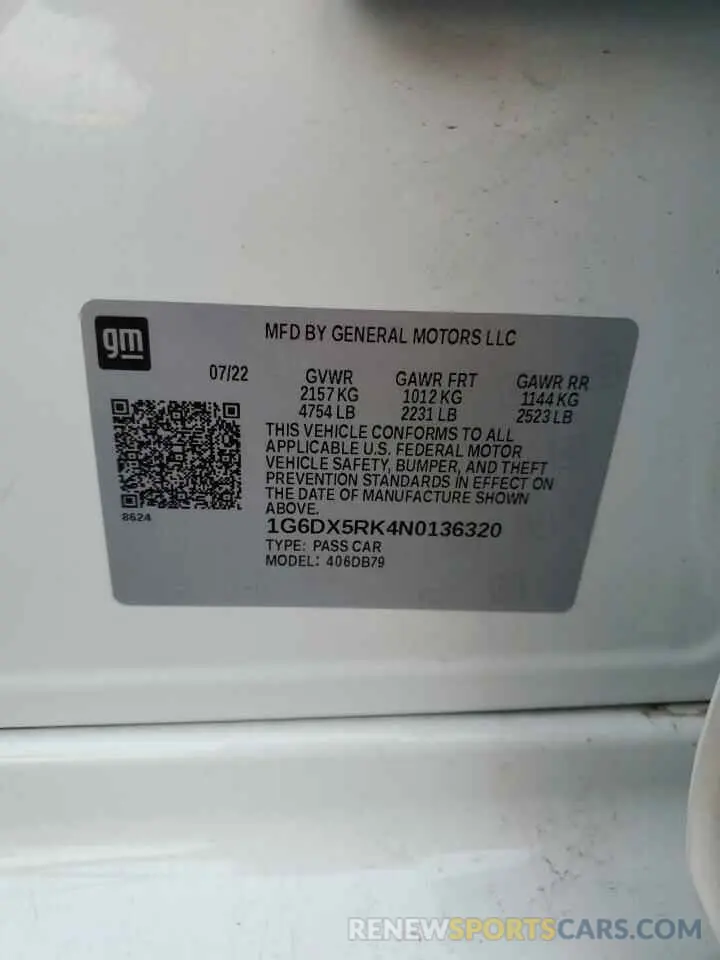 gm
MFD BY GENERAL MOTORS LLC
07/22 GVWR GAWR FRT GAWR RR
2157 KG 1012 KG 1144 KG
4754 LB 2231 LB 2523 LB
THIS VEHICLE CONFORMS TO ALL
APPLICABLE U.S. FEDERAL MOTOR
VEHICLE SAFETY, BUMPER, AND THEFT
PREVENTION STANDARDS IN EFFECT ON
THE DATE OF MANUFACTURE SHOWN
ABOVE.
8624
1G6DX5RK4N0136320
TYPE: PASS CAR
MODEL: 406DB79
RENEWSPORTSCARS.COM